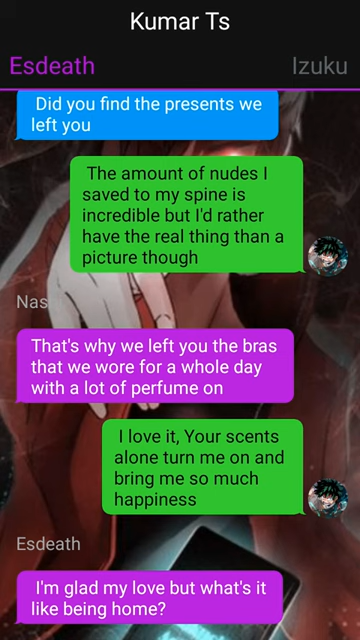 Kumar Ts
Esdeath
Izuku
Did you find the presents we
left you
The amount of nudes I
saved to my spine is
incredible but I'd rather
have the real thing than a
picture though
Nas
That's why we left you the bras
that we wore for a whole day
with a lot of perfume on
I love it, Your scents
alone turn me on and
bring me so much
happiness
Esdeath
I'm glad my love but what's it
like being home?